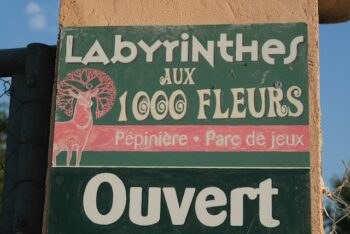 Labyrinthes
aux
1000 fleurs
Pépinière • Parc de jeux
Ouvert